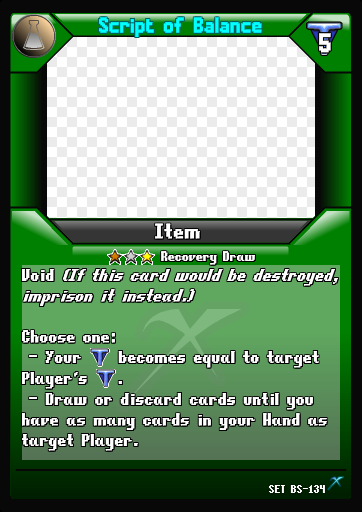 Script of Balance
5
Item
Recovery Draw
Void (If this card would be destroyed,
imprison it instead.)
Choose one:
- Your becomes equal to target
Player's .
- Draw or discard cards until you
have as many cards in your Hand as
target Player.
SET BS-134